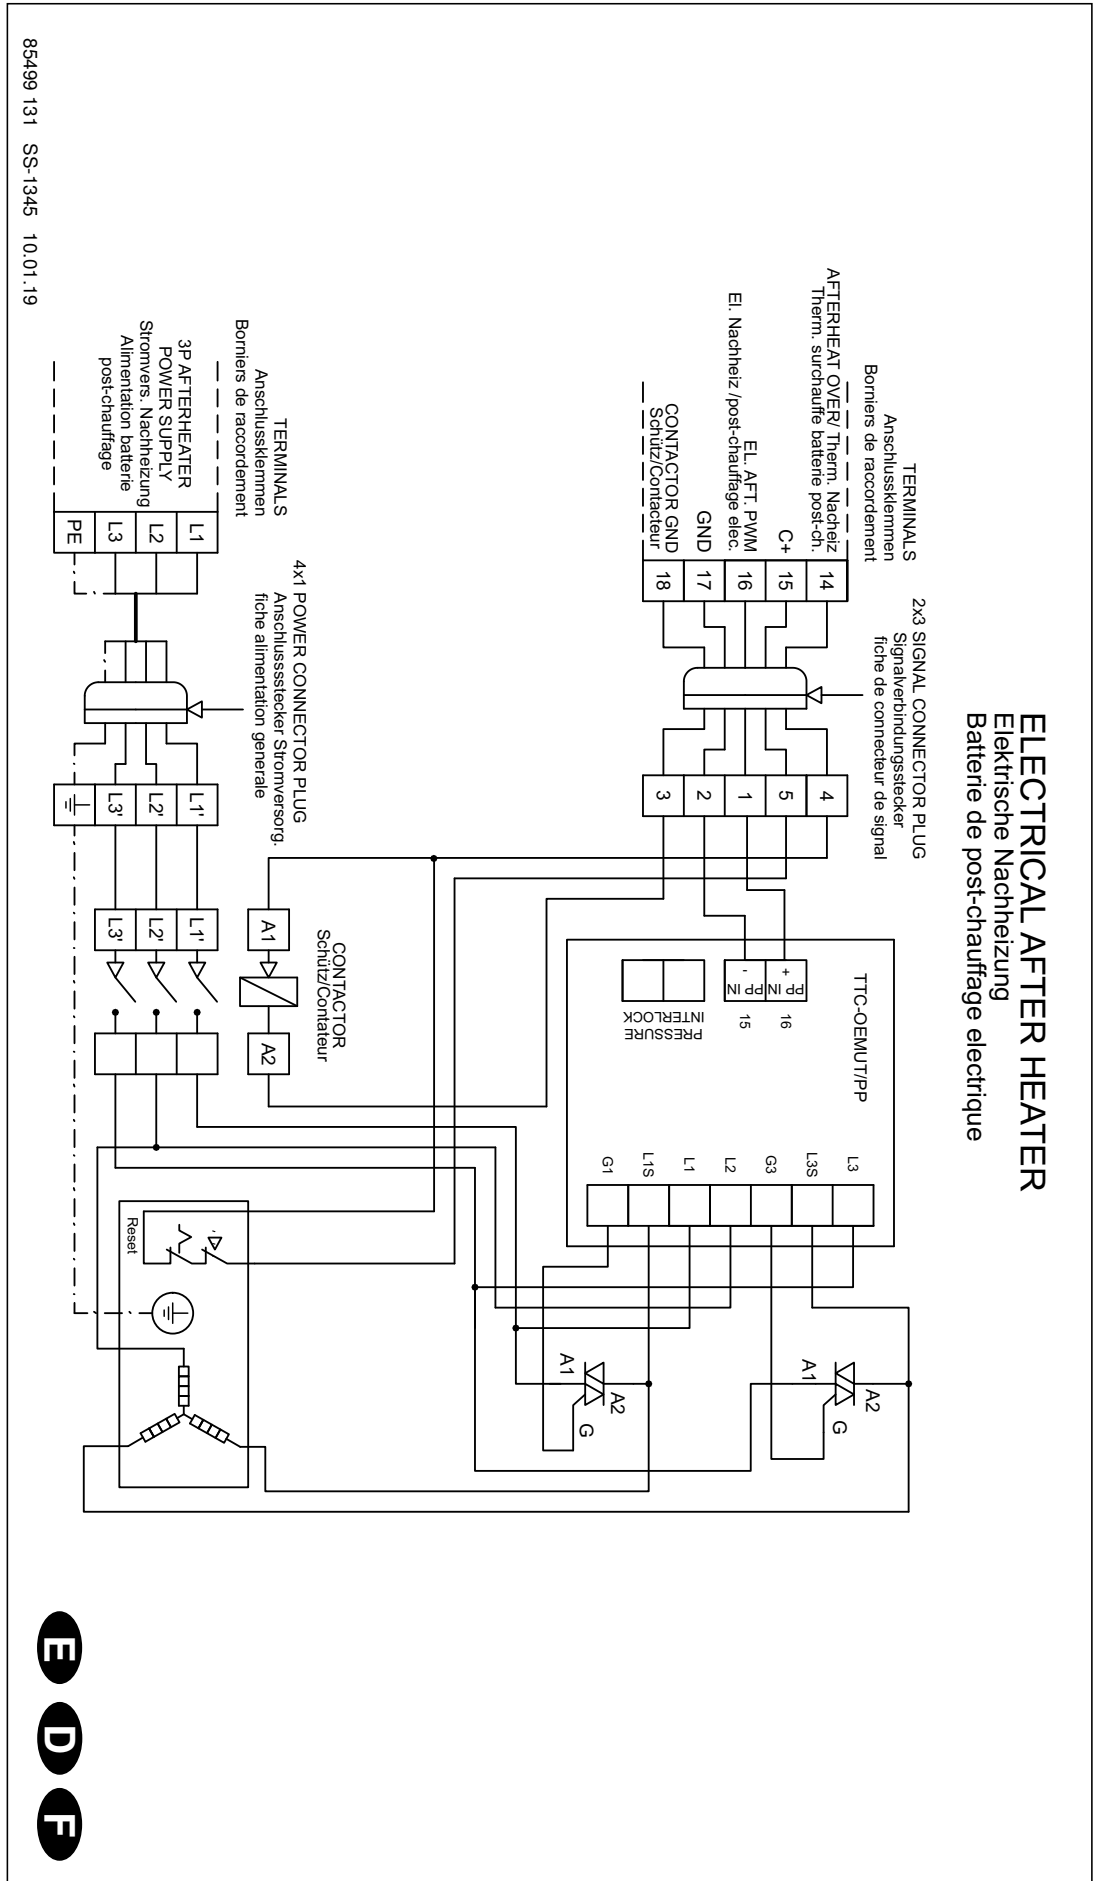 ELECTRICAL AFTER HEATER
Elektrische Nachheizung
Batterie de post-chauffage electrique
TERMINALS
Anschlussklemmen
Borniers de raccordement
2x3 SIGNAL CONNECTOR PLUG
Signalverbindungsstecker
fiche de connecteur de signal
AFTERHEAT OVER/ Therm. Nacheiz
Therm. surchauffe batterie post-ch.
C+
EL. AFT. PWM
El. Nachheiz /post-chauffage elec.
GND
CONTACTOR GND
Schütz/Contacteur
14
15
16
17
18
4
5
1
2
3
TTC-OEMUT/PP
+ PP IN
- PP IN
16
15
PRESSURE
INTERLOCK
L3
L3S
G3
L2
L1
L1S
G1
A1
A2
G
A1
A2
G
TERMINALS
Anschlussklemmen
Borniers de raccordement
3P AFTERHEATER
POWER SUPPLY
Stromvers. Nachheizung
Alimentation batterie
post-chauffage
L1
L2
L3
PE
4x1 POWER CONNECTOR PLUG
Anschlussstecker Stromversorg.
fiche alimentation generale
L1'
L2'
L3'
CONTACTOR
Schütz/Contateur
A1
A2
L1'
L2'
L3'
Reset
85499 131 SS-1345 10.01.19
E D F